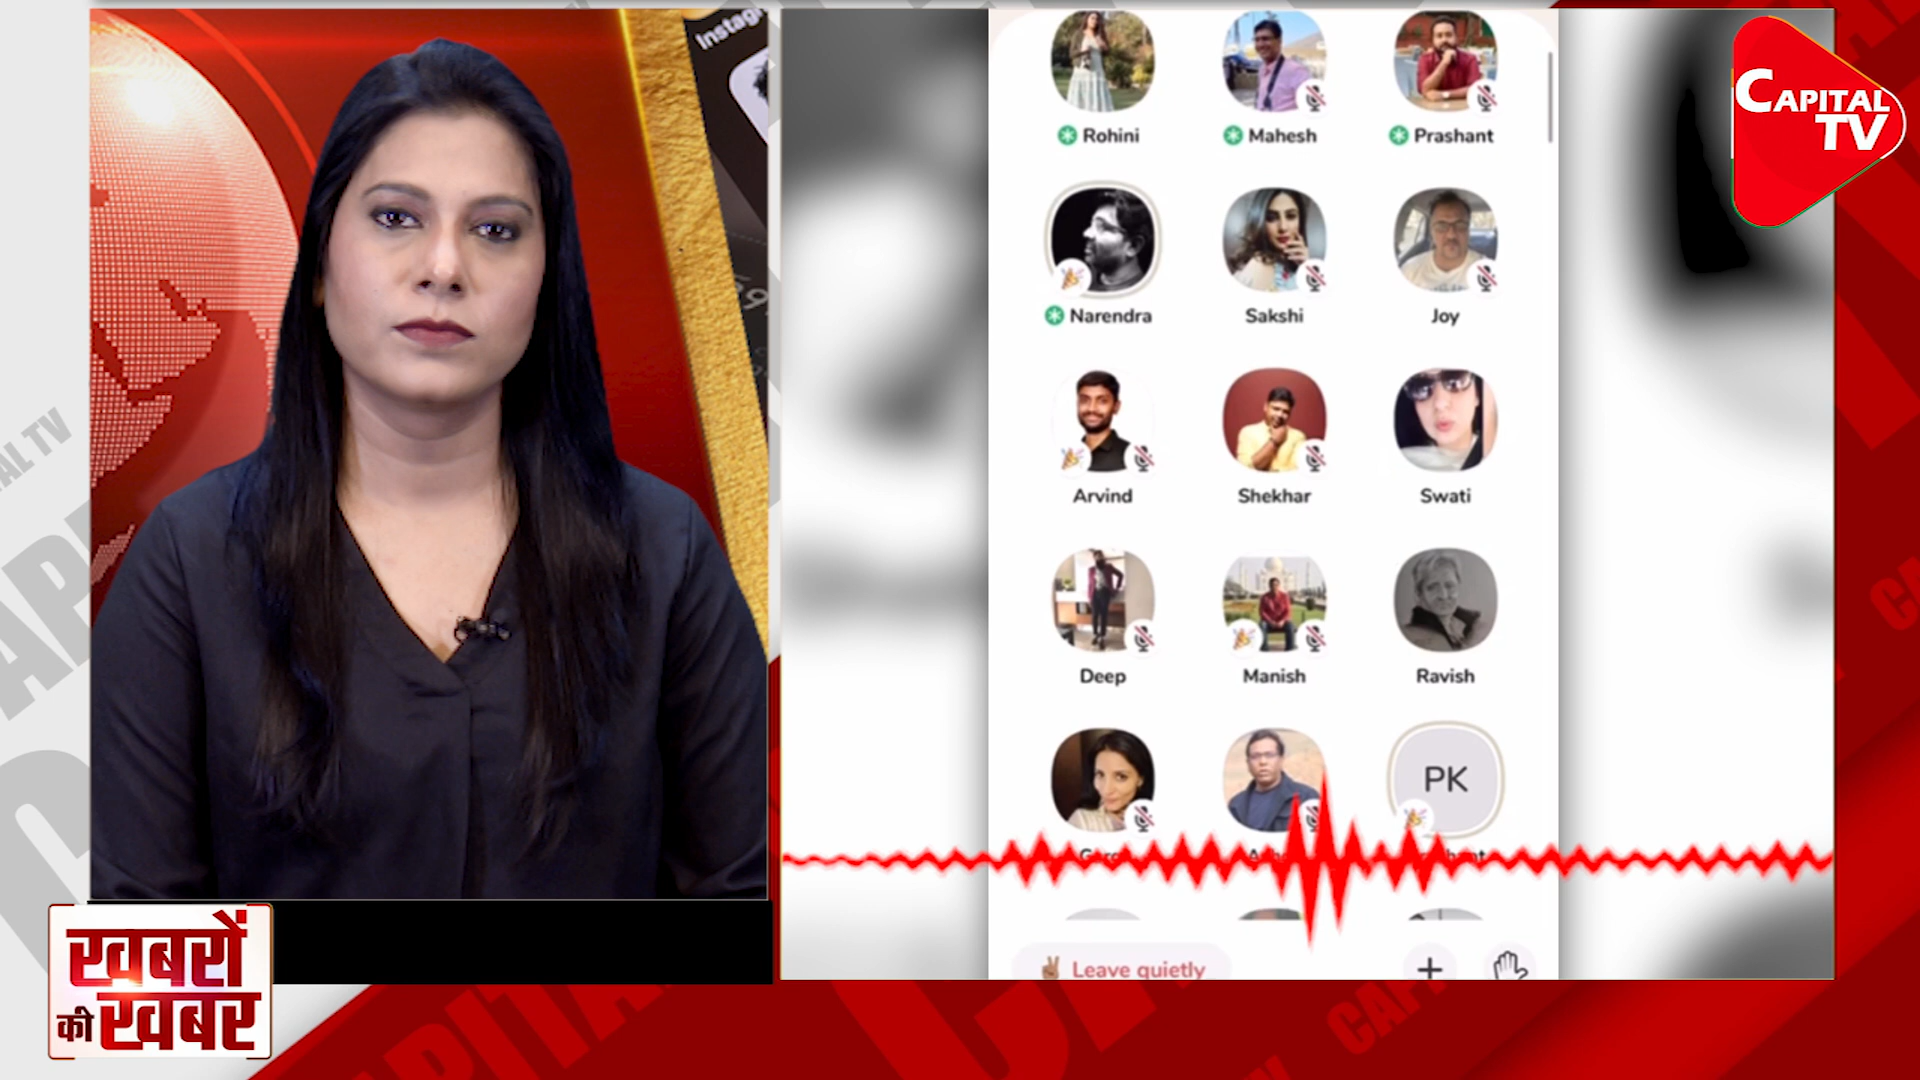 Instagr
CAPITAL
TV
Rohini
Mahesh
Prashant
Narendra
Sakshi
Joy
Arvind
Shekhar
Swati
Deep
Manish
Ravish
PK
Leave quietly
खबरों
की खबर